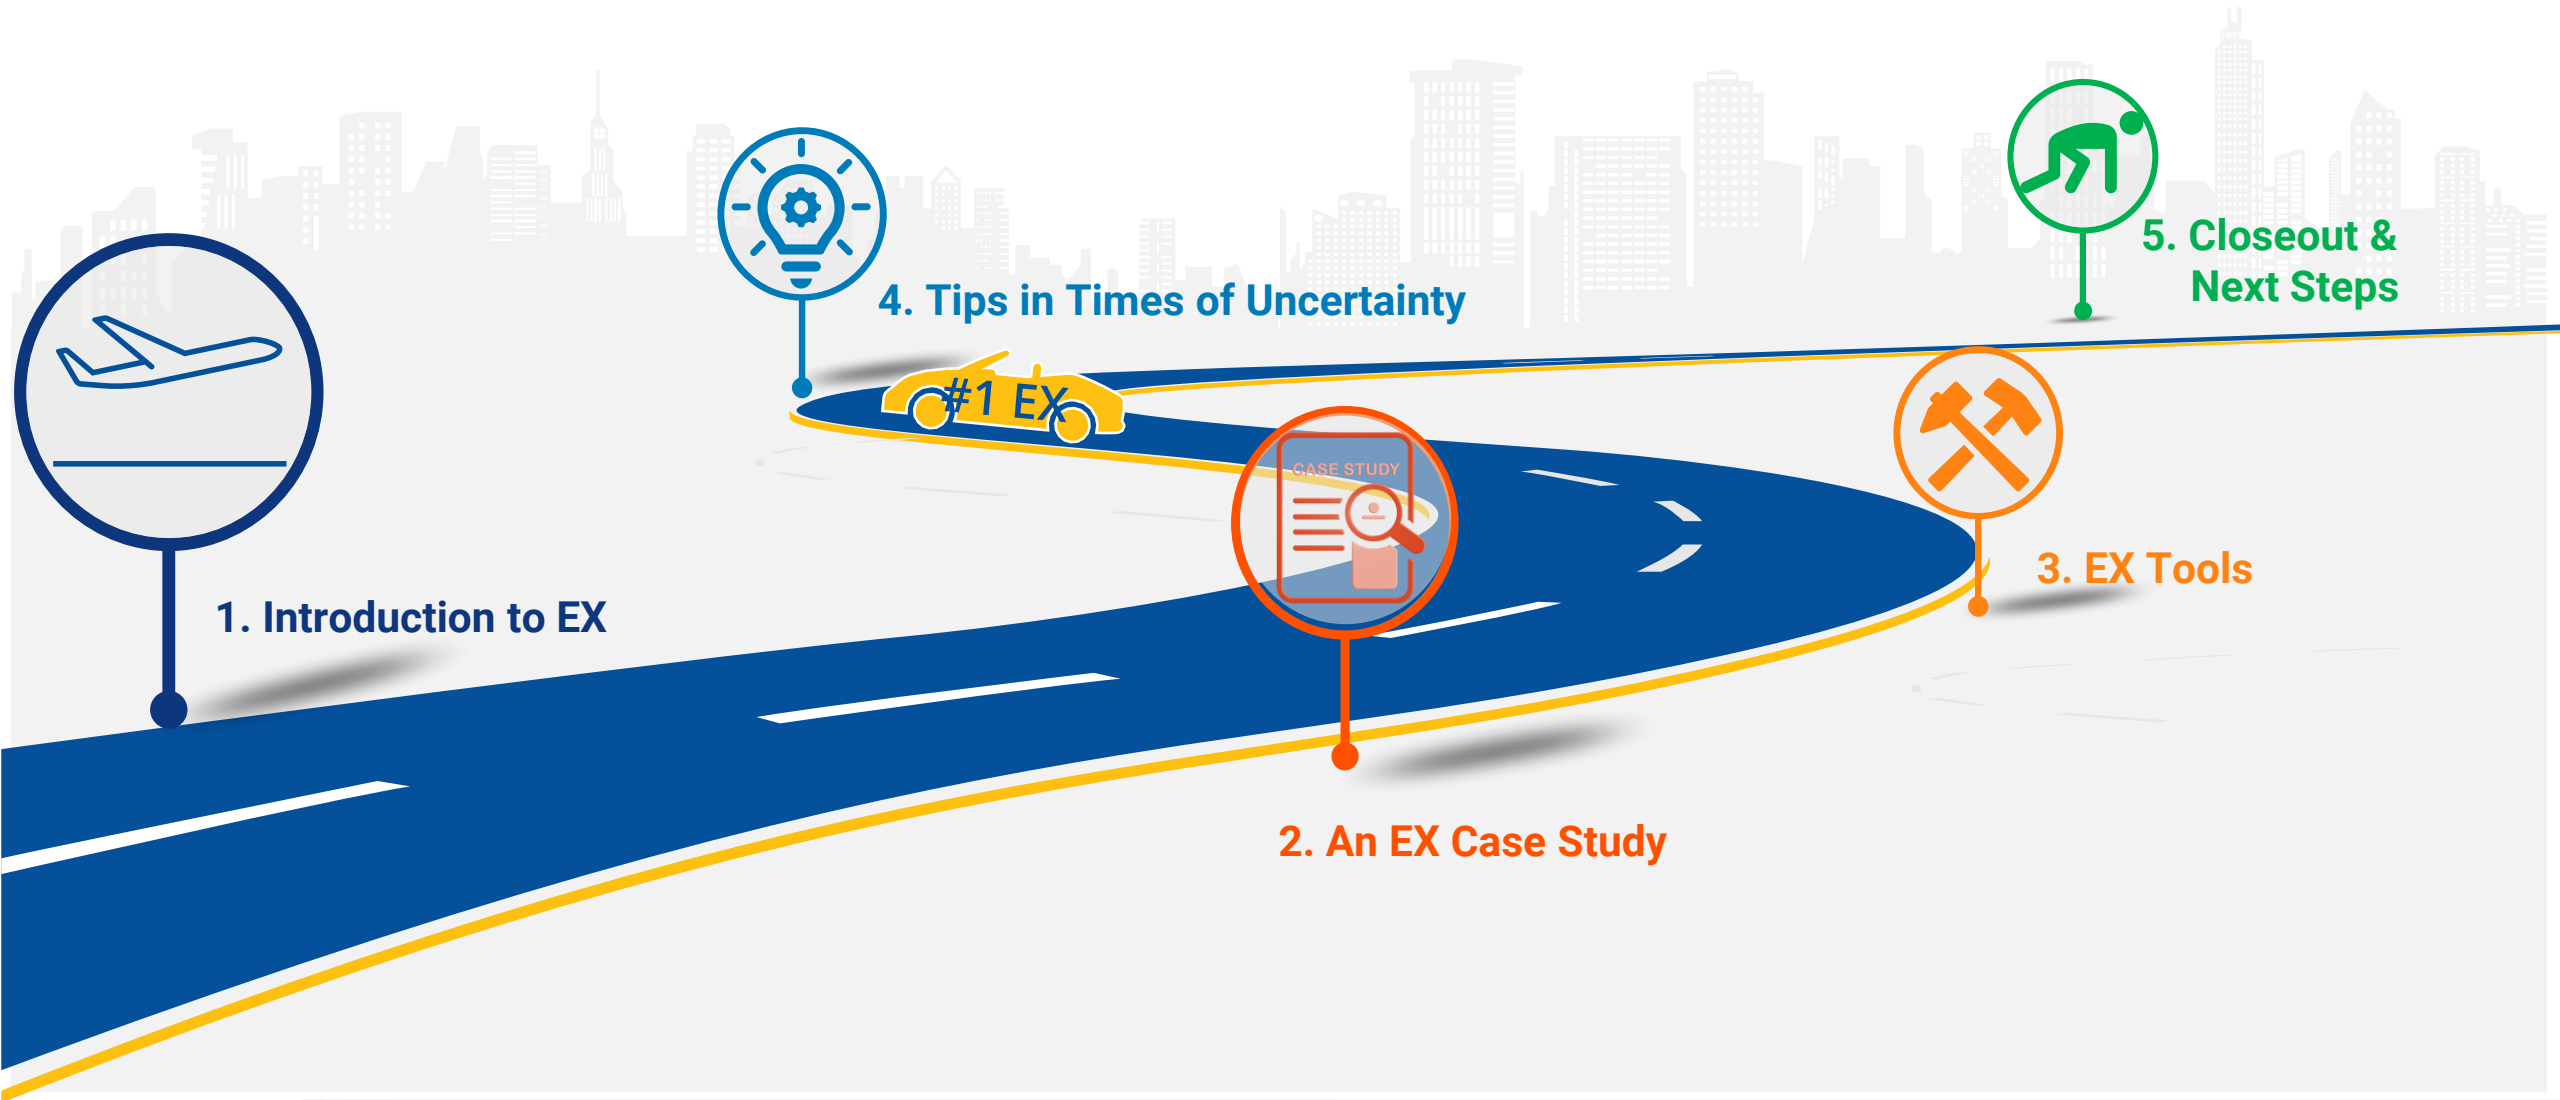 1. Introduction to EX
CASE STUDY
2. An EX Case Study
3. EX Tools
4. Tips in Times of Uncertainty
#1 EX
5. Closeout &
Next Steps